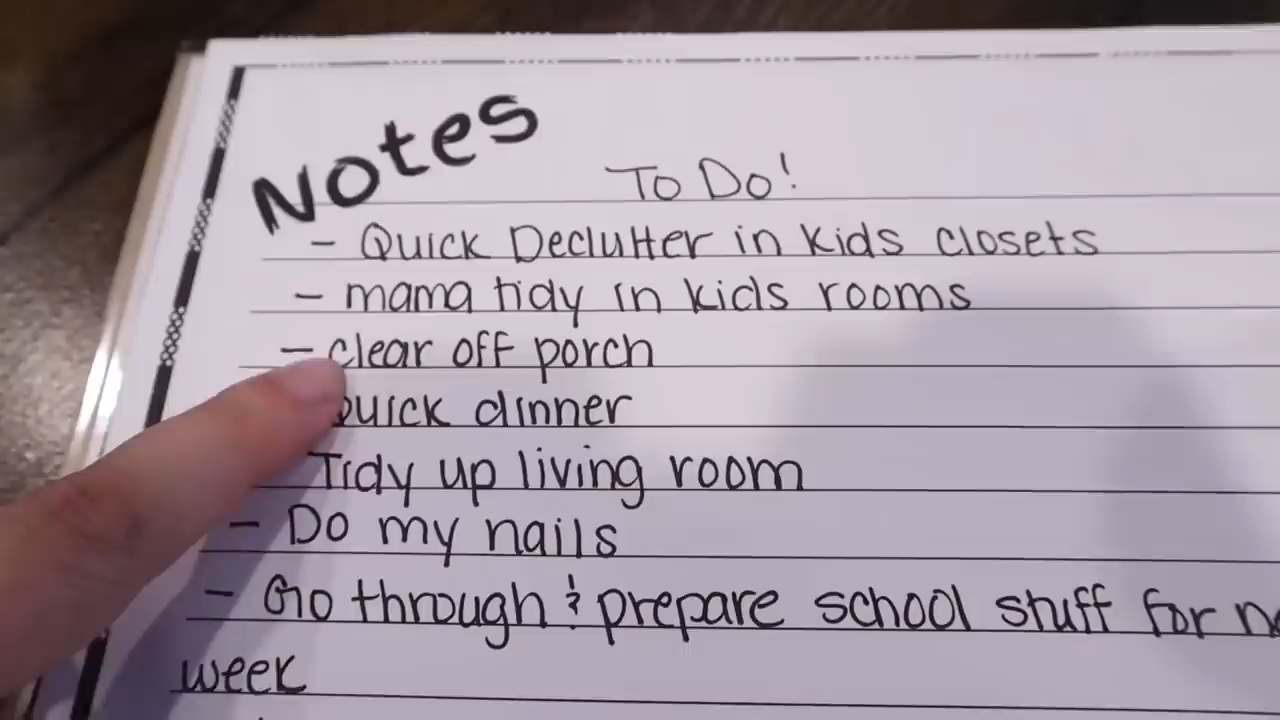 Notes
To Do!
- Quick Declutter in kids closets
- mama tidy in kids rooms
- clear off porch
Quick dinner
Tidy up living room
- Do my nails
- Go through & prepare school stuff for
week